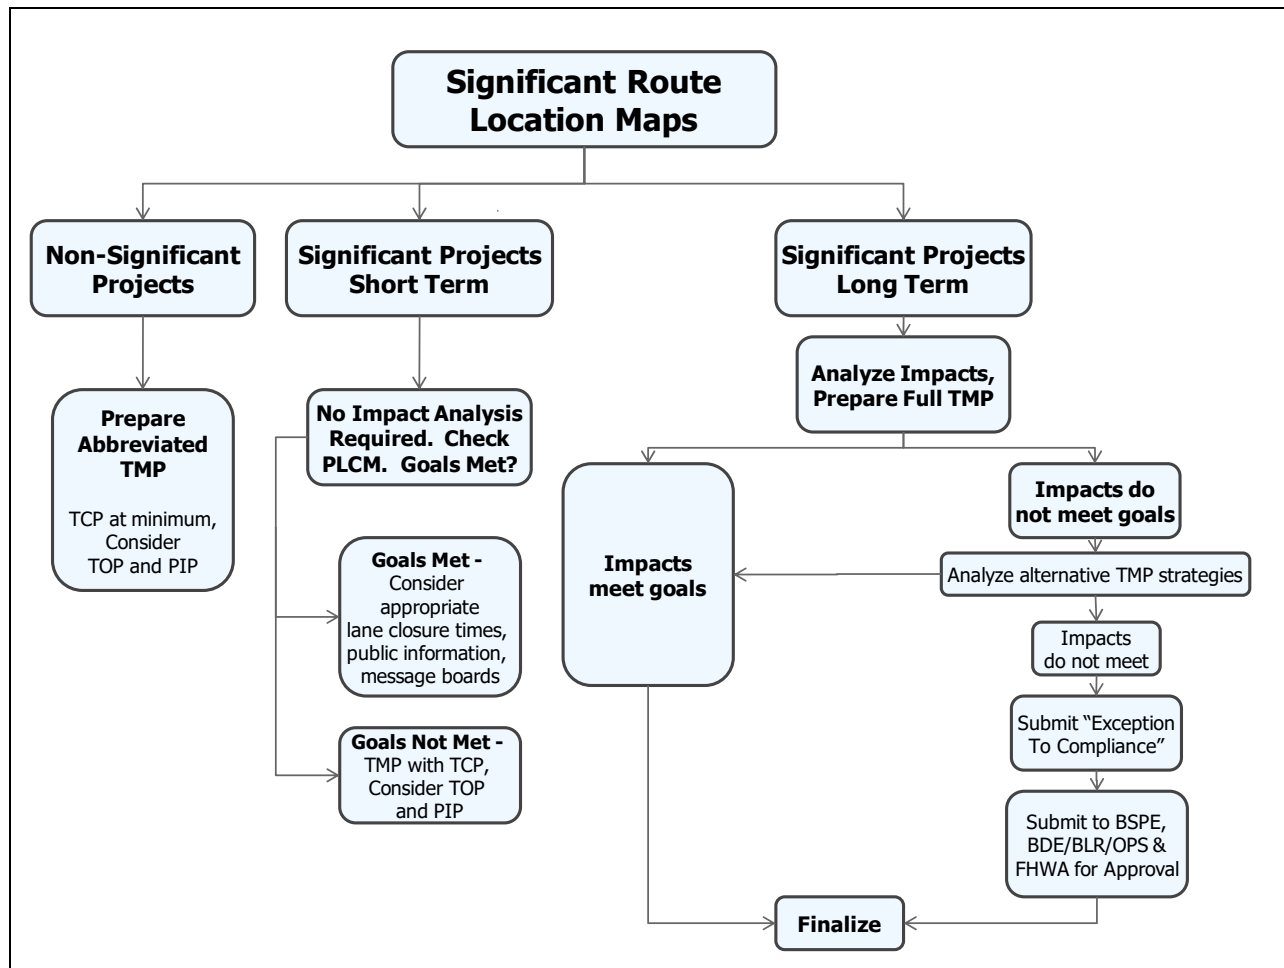 Significant Route
Location Maps
Non-Significant
Projects
Significant Projects
Short Term
Significant Projects
Long Term
Prepare
Abbreviated
TMP
TCP at minimum,
Consider
TOP and PIP
No Impact Analysis
Required.  Check
PLCM.  Goals Met?
Goals Met -
Consider
appropriate
lane closure times,
public information,
message boards
Goals Not Met -
TMP with TCP,
Consider TOP
and PIP
Analyze Impacts,
Prepare Full TMP
Impacts
meet goals
Impacts do
not meet goals
Analyze alternative TMP strategies
Impacts
do not meet
Submit “Exception
To Compliance”
Submit to BSPE,
BDE/BLR/OPS &
FHWA for Approval
Finalize